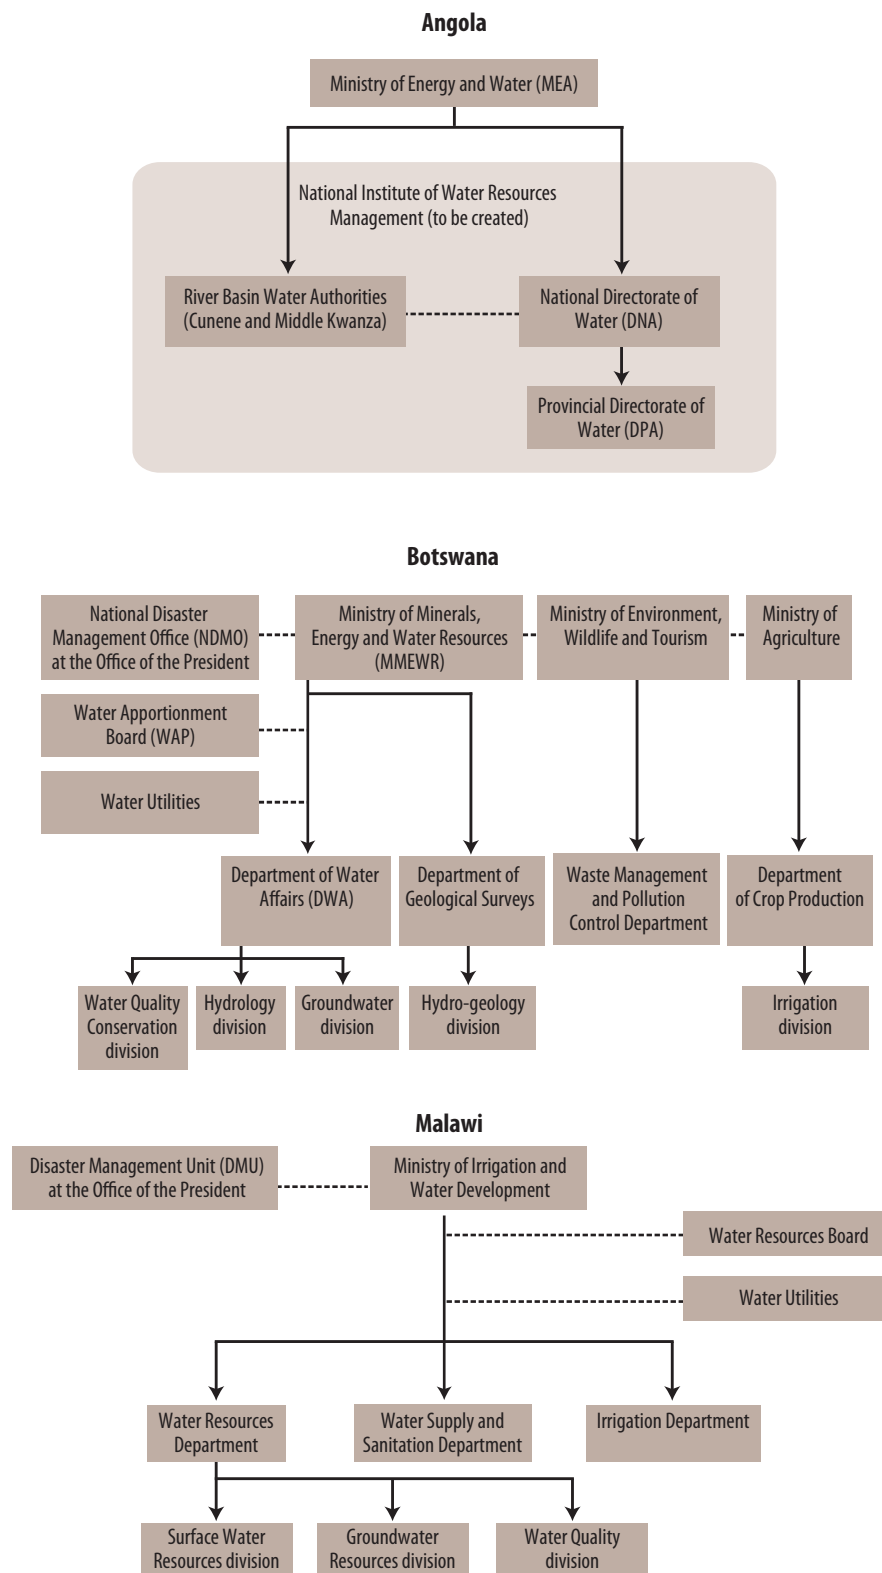 Angola
Ministry of Energy and Water (MEA)
National Institute of Water Resources
Management (to be created)
River Basin Water Authorities
(Cunene and Middle Kwanza)
National Directorate of
Water (DNA)
Provincial Directorate of
Water (DPA)
Botswana
National Disaster
Management Office (NDMO)
at the Office of the President
Ministry of Minerals,
Energy and Water Resources
(MMEWR)
Ministry of Environment,
Wildlife and Tourism
Ministry of
Agriculture
Water Apportionment
Board (WAP)
Water Utilities
Department of Water
Affairs (DWA)
Department of
Geological Surveys
Waste Management
and Pollution
Control Department
Department
of Crop Production
Water Quality
Conservation
division
Hydrology
division
Groundwater
division
Hydro-geology
division
Irrigation
division
Malawi
Disaster Management Unit (DMU)
at the Office of the President
Ministry of Irrigation and
Water Development
Water Resources Board
Water Utilities
Water Resources
Department
Water Supply and
Sanitation Department
Irrigation Department
Surface Water
Resources division
Groundwater
Resources division
Water Quality
division